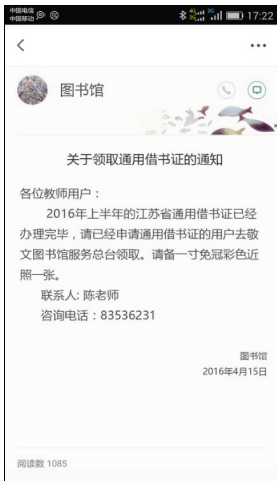 中国电信
中国移动
17:22
图书馆
关于领取通用借书证的通知
各位教师用户：
2016年上半年的江苏省通用借书证已经
办理完毕，请已经申请通用借书证的用户去敬
文图书馆服务总台领取。请备一寸免冠彩色近
照一张。
联系人: 陈老师
咨询电话：83536231
图书馆
2016年4月15日
阅读数 1085